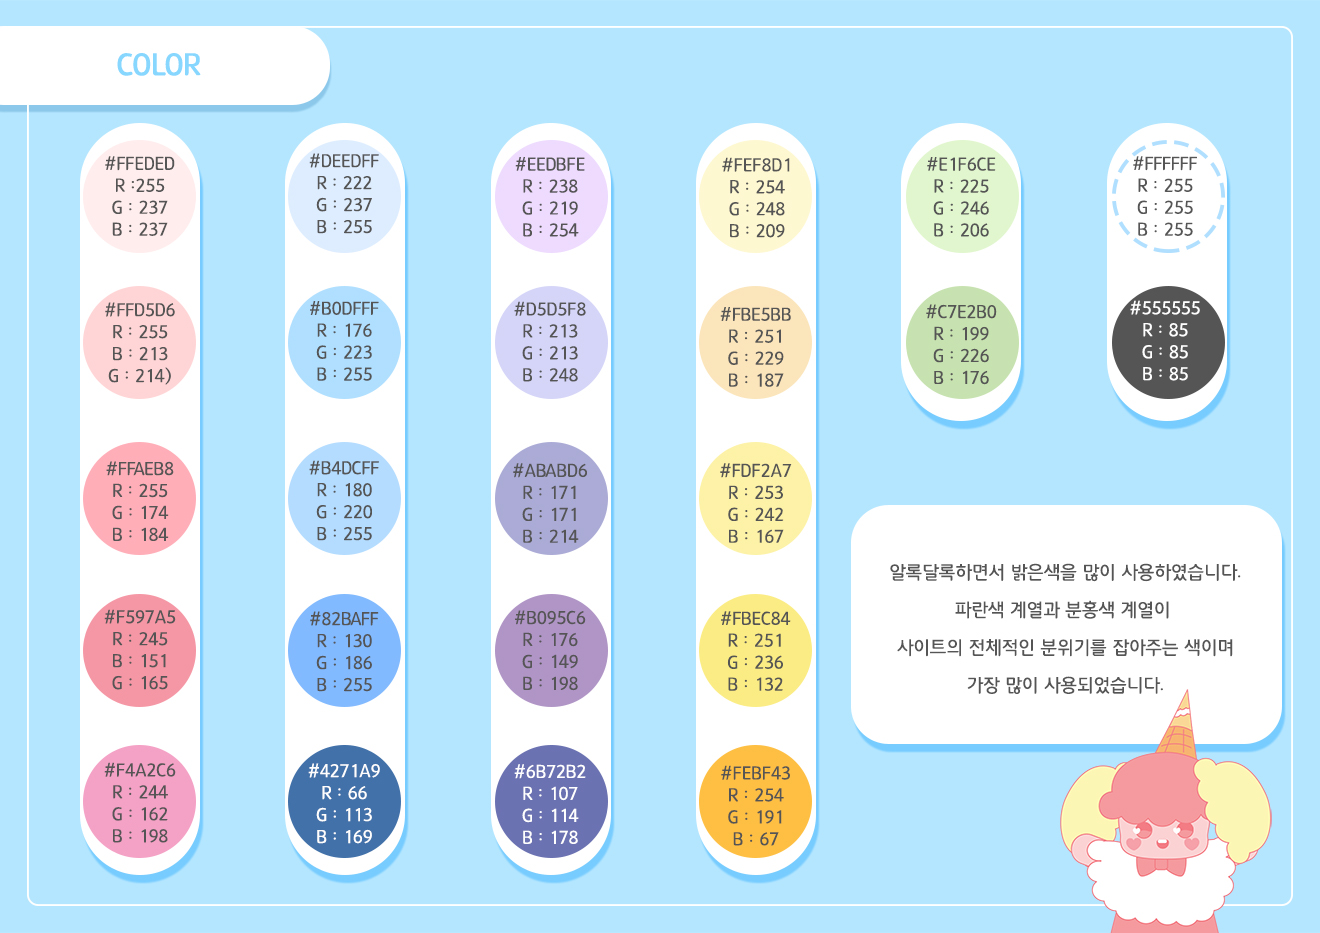 COLOR
#FFEDED
R :255
G : 237
B : 237
#FFD5D6
R : 255
B : 213
G : 214)
#FFAEB8
R : 255
G : 174
B : 184
#F597A5
R : 245
B : 151
G : 165
#F4A2C6
R : 244
G : 162
B : 198
#DEEDFF
R : 222
G : 237
B : 255
#B0DFFF
R : 176
G : 223
B : 255
#B4DCFF
R : 180
G : 220
B : 255
#82BAFF
R : 130
G : 186
B : 255
#4271A9
R : 66
G : 113
B : 169
#EEDBFE
R : 238
G : 219
B : 254
#D5D5F8
R : 213
G : 213
B : 248
#ABABD6
R : 171
G : 171
B : 214
#B095C6
R : 176
G : 149
B : 198
#6B72B2
R : 107
G : 114
B : 178
#FEF8D1
R : 254
G : 248
B : 209
#FBE5BB
R : 251
G : 229
B : 187
#FDF2A7
R : 253
G : 242
B : 167
#FBEC84
R : 251
G : 236
B : 132
#FEBF43
R : 254
G : 191
B : 67
#E1F6CE
R : 225
G : 246
B : 206
#C7E2B0
R : 199
G : 226
B : 176
#FFFFFF
R : 255
G : 255
B : 255
#555555
R : 85
G : 85
B : 85
알록달록하면서 밝은색을 많이 사용하였습니다.
파란색 계열과 분홍색 계열이
사이트의 전체적인 분위기를 잡아주는 색이며
가장 많이 사용되었습니다.